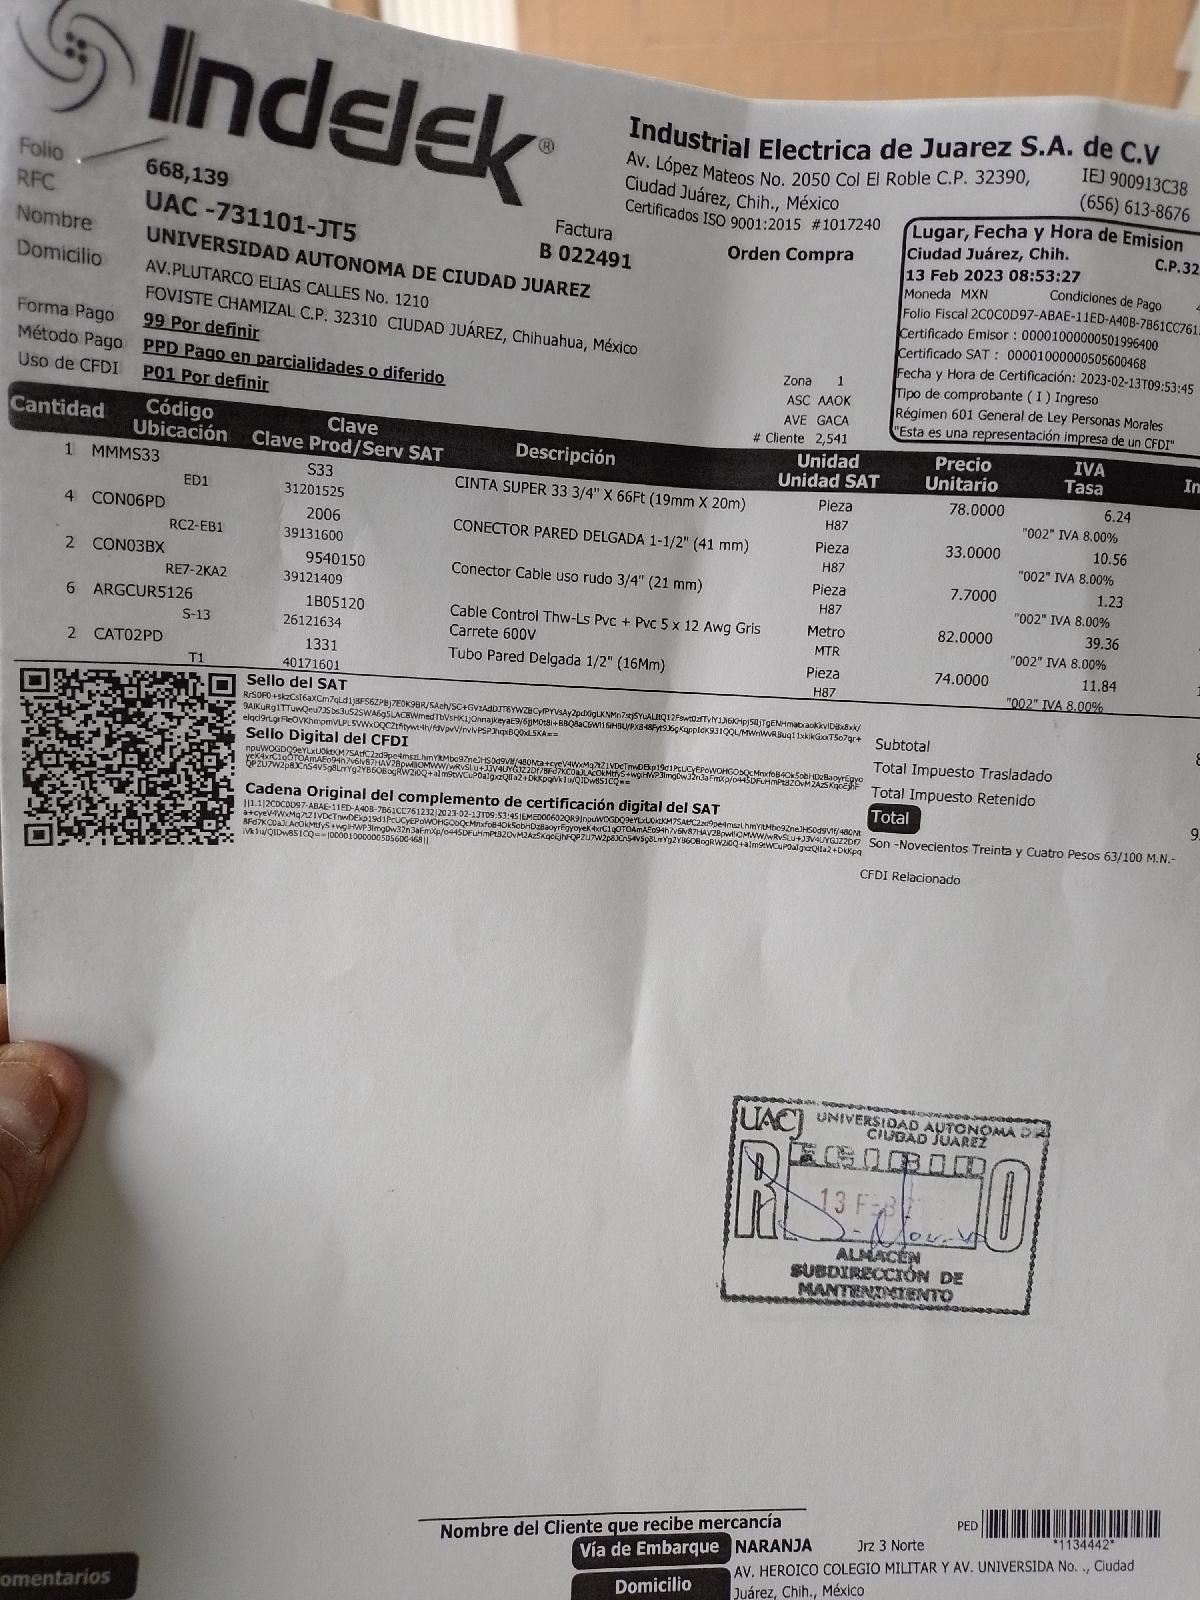 Indelek®
Industrial Electrica de Juarez S.A. de C.V
Av. López Mateos No. 2050 Col El Roble C.P. 32390,
Ciudad Juárez, Chih., México
Certificados ISO 9001:2015 #1017240
IEJ 900913C38
(656) 613-8676
Folio 668,139
RFC UAC -731101-JT5
Nombre UNIVERSIDAD AUTONOMA DE CIUDAD JUAREZ
Domicilio AV.PLUTARCO ELIAS CALLES No. 1210
FOVISTE CHAMIZAL C.P. 32310 CIUDAD JUÁREZ, Chihuahua, México
Forma Pago 99 Por definir
Método Pago PPD Pago en parcialidades o diferido
Uso de CFDI P01 Por definir
Factura
B 022491
Orden Compra
Lugar, Fecha y Hora de Emision
Ciudad Juárez, Chih. C.P.32
13 Feb 2023 08:53:27
Moneda MXN Condiciones de Pago
Folio Fiscal 2C0C0D97-ABAE-11ED-A40B-7B61CC761
Certificado Emisor : 00001000000501996400
Certificado SAT : 00001000000505600468
Fecha y Hora de Certificación: 2023-02-13T09:53:45
Tipo de comprobante ( I ) Ingreso
Régimen 601 General de Ley Personas Morales
"Esta es una representación impresa de un CFDI"
Zona 1
ASC AAOK
AVE GACA
# Cliente 2,541
Cantidad Código Clave Descripción Unidad Precio IVA
Ubicación Clave Prod/Serv SAT Unidad SAT Unitario Tasa
1 MMMS33 S33 CINTA SUPER 33 3/4" X 66Ft (19mm X 20m) Pieza 78.0000 6.24
ED1 31201525 H87 "002" IVA 8.00%
4 CON06PD 2006 CONECTOR PARED DELGADA 1-1/2" (41 mm) Pieza 33.0000 10.56
RC2-EB1 39131600 H87 "002" IVA 8.00%
2 CON03BX 9540150 Conector Cable uso rudo 3/4" (21 mm) Pieza 7.7000 1.23
RE7-2KA2 39121409 H87 "002" IVA 8.00%
6 ARGCUR5126 1B05120 Cable Control Thw-Ls Pvc + Pvc 5 x 12 Awg Gris Metro 82.0000 39.36
S-13 26121634 Carrete 600V MTR "002" IVA 8.00%
2 CAT02PD 1331 Tubo Pared Delgada 1/2" (16Mm) Pieza 74.0000 11.84
T1 40171601 H87 "002" IVA 8.00%
Sello del SAT
Sello Digital del CFDI
Cadena Original del complemento de certificación digital del SAT
Subtotal
Total Impuesto Trasladado
Total Impuesto Retenido
Total
Son -Novecientos Treinta y Cuatro Pesos 63/100 M.N.-
CFDI Relacionado
UACJ UNIVERSIDAD AUTONOMA DE
CIUDAD JUAREZ
RECIBIDO
13 FEB
ALMACÉN
SUBDIRECCIÓN DE
MANTENIMIENTO
Nombre del Cliente que recibe mercancía
PED
*1134442*
Vía de Embarque NARANJA Jrz 3 Norte
Domicilio AV. HEROICO COLEGIO MILITAR Y AV. UNIVERSIDA No. ., Ciudad
Juárez, Chih., México
omentarios